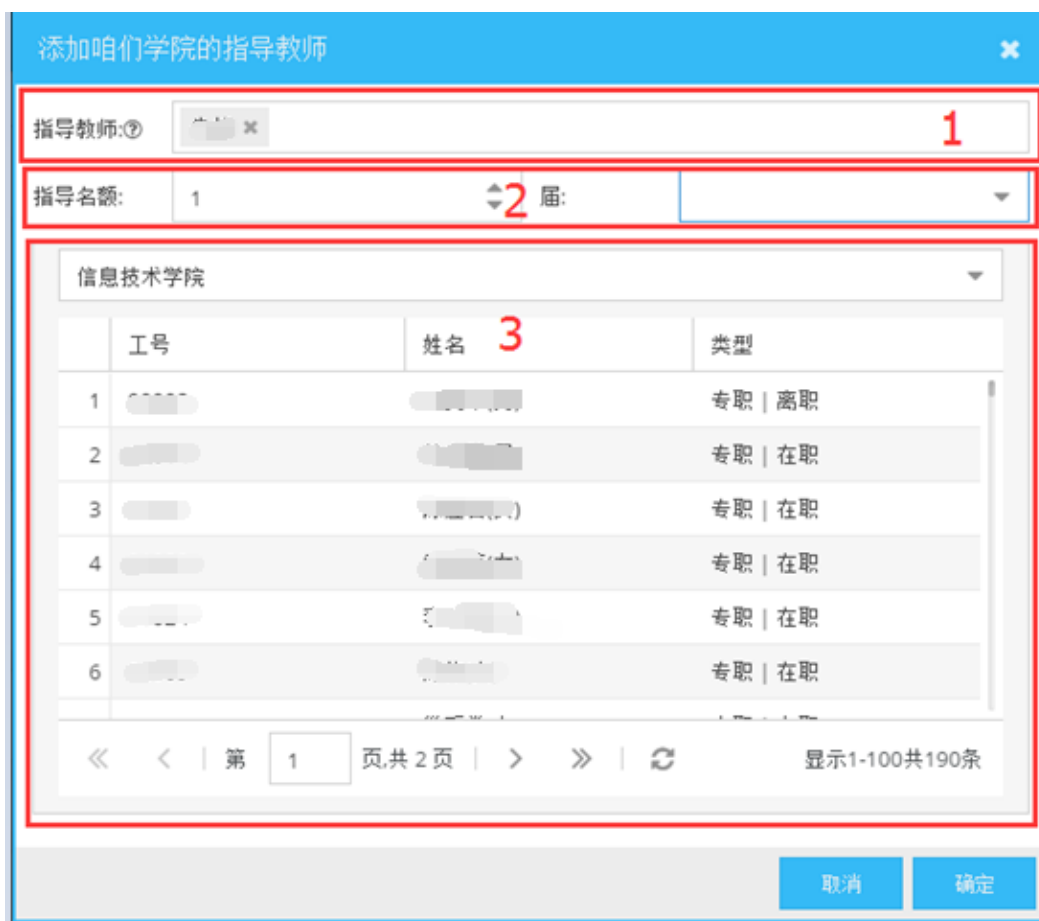 添加咱们学院的指导教师
指导教师:
1
指导名额: 1 2 届:
信息技术学院
工号 姓名 3 类型
1 专职 | 离职
2 专职 | 在职
3 专职 | 在职
4 专职 | 在职
5 专职 | 在职
6 专职 | 在职
第 1 页,共 2 页 显示1-100共190条
取消 确定